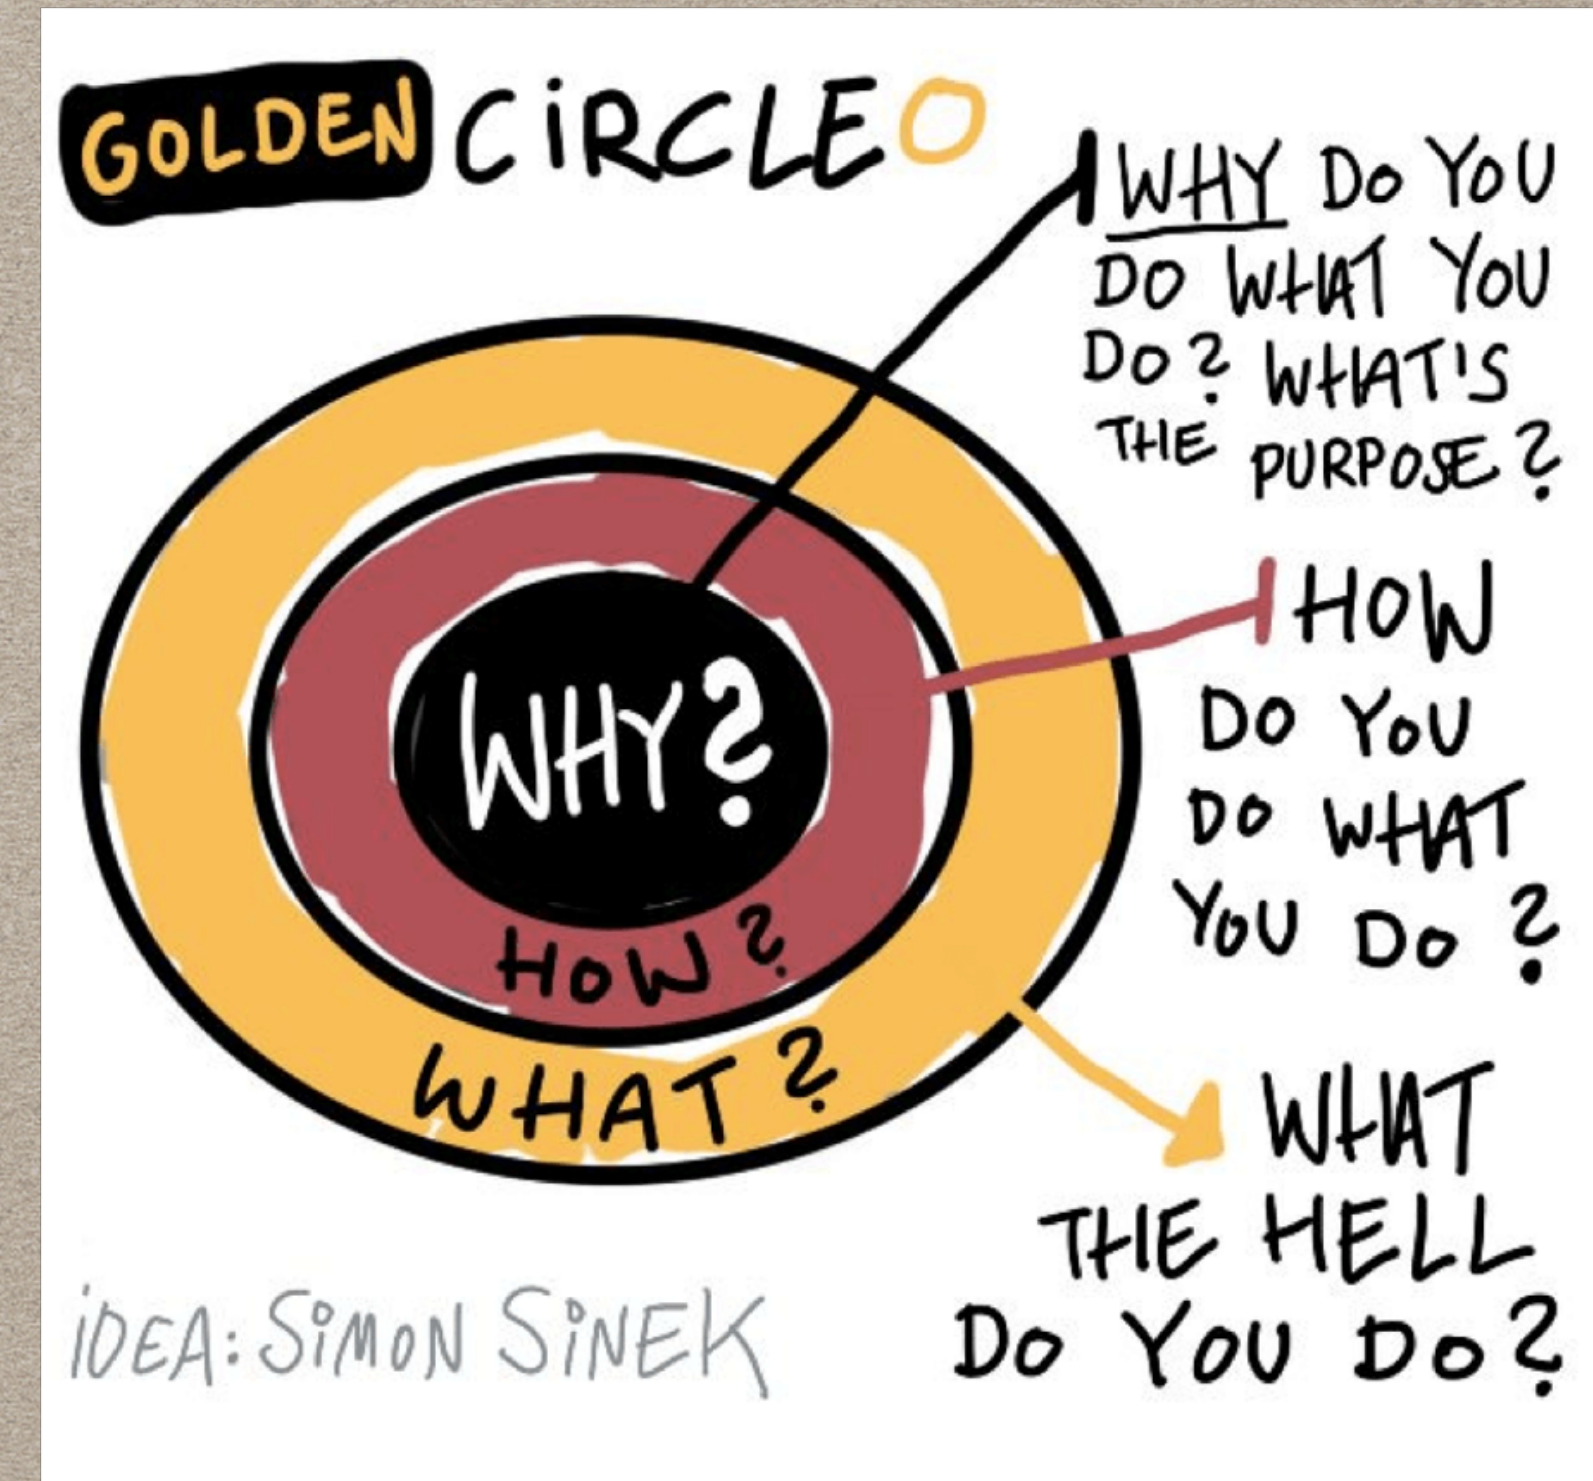 GOLDEN CiRCLE
WHY DO YOU
DO WHAT YOU
DO? WHAT'S
THE PURPOSE?
HOW
DO YOU
DO WHAT
YOU DO?
WHAT
THE HELL
DO YOU DO?
WHY?
HOW?
WHAT?
iDEA: SiMON SiNEK